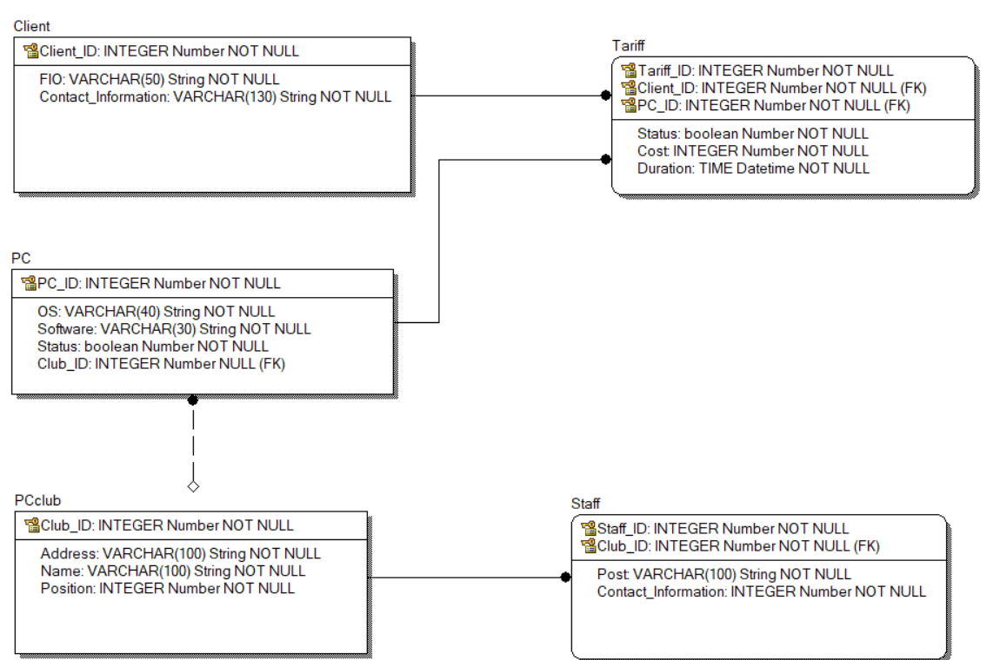 Client
Client_ID: INTEGER Number NOT NULL
FIO: VARCHAR(50) String NOT NULL
Contact_Information: VARCHAR(130) String NOT NULL
Tariff
Tariff_ID: INTEGER Number NOT NULL
Client_ID: INTEGER Number NOT NULL (FK)
PC_ID: INTEGER Number NOT NULL (FK)
Status: boolean Number NOT NULL
Cost: INTEGER Number NOT NULL
Duration: TIME Datetime NOT NULL
PC
PC_ID: INTEGER Number NOT NULL
OS: VARCHAR(40) String NOT NULL
Software: VARCHAR(30) String NOT NULL
Status: boolean Number NOT NULL
Club_ID: INTEGER Number NULL (FK)
PCclub
Club_ID: INTEGER Number NOT NULL
Address: VARCHAR(100) String NOT NULL
Name: VARCHAR(100) String NOT NULL
Position: INTEGER Number NOT NULL
Staff
Staff_ID: INTEGER Number NOT NULL
Club_ID: INTEGER Number NOT NULL (FK)
Post: VARCHAR(100) String NOT NULL
Contact_Information: INTEGER Number NOT NULL